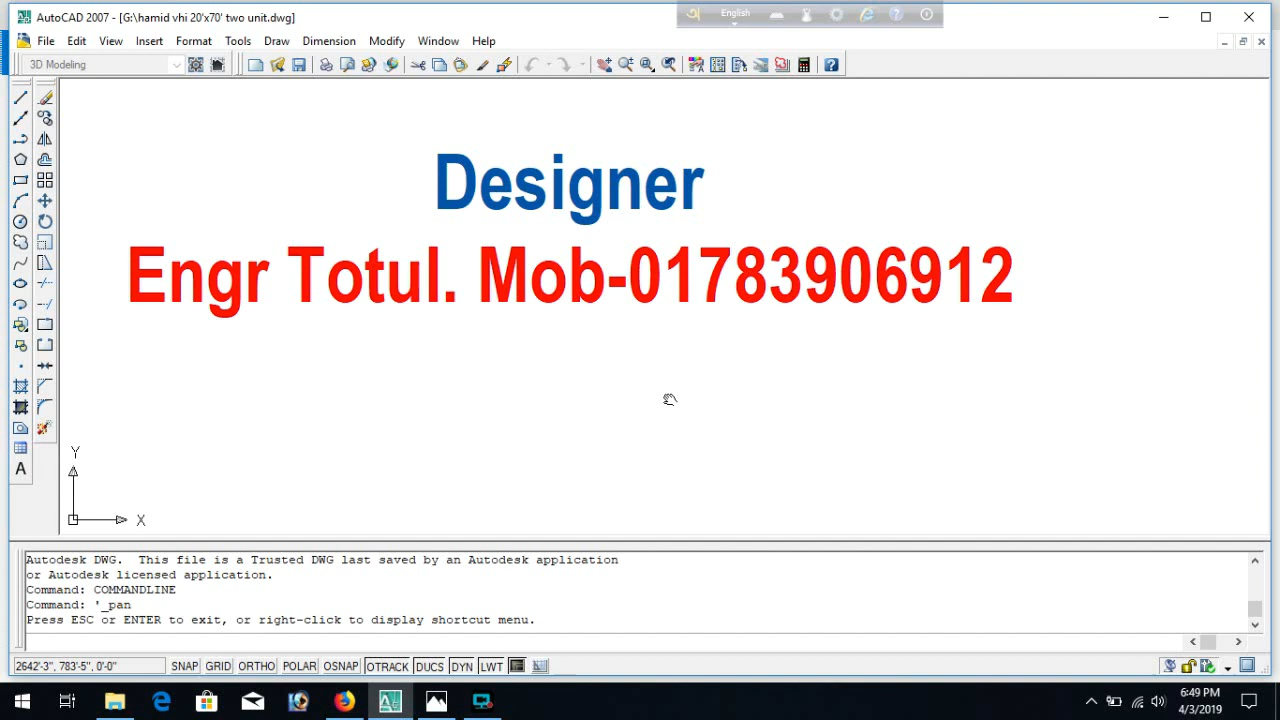 AutoCAD 2007 - [G:\hamid vhi 20'x70' two unit.dwg]
English
File Edit View Insert Format Tools Draw Dimension Modify Window Help
3D Modeling
Designer
Engr Totul. Mob-01783906912
Y
X
Autodesk DWG. This file is a Trusted DWG last saved by an Autodesk application
or Autodesk licensed application.
Command: COMMANDLINE
Command: '_pan
Press ESC or ENTER to exit, or right-click to display shortcut menu.
2642'-3", 783'-5", 0'-0" SNAP GRID ORTHO POLAR OSNAP OTRACK DUCS DYN LWT
6:49 PM
4/3/2019